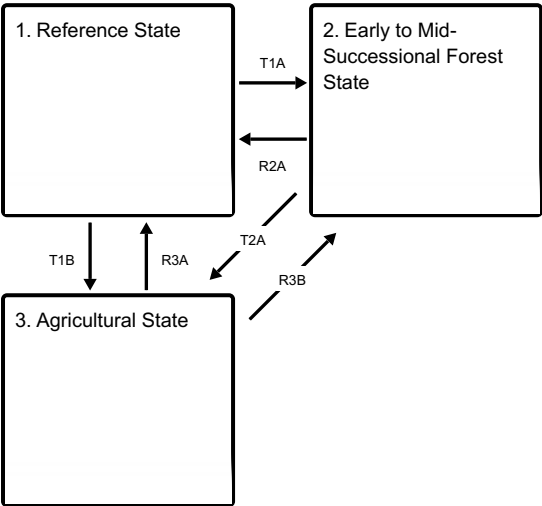 1. Reference State
2. Early to Mid-
Successional Forest
State
T1A
R2A
T1B
R3A
T2A
R3B
3. Agricultural State